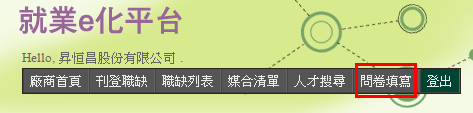 就業e化平台
Hello, 昇恒昌股份有限公司 .
廠商首頁 刊登職缺 職缺列表 媒合清單 人才搜尋 問卷填寫 登出